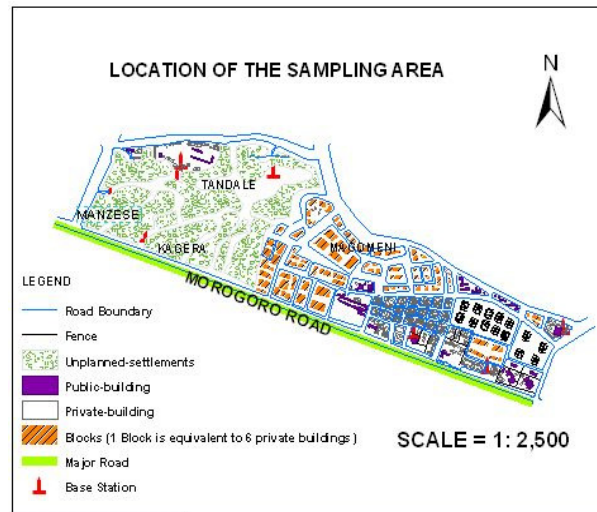 LOCATION OF THE SAMPLING AREA
N
TANDALE
MANZESE
KAGERA
MAGOMENI
MOROGORO ROAD
LEGEND
Road Boundary
Fence
Unplanned-settlements
Public-building
Private-building
Blocks (1 Block is equivalent to 6 private buildings)
Major Road
Base Station
SCALE = 1: 2,500